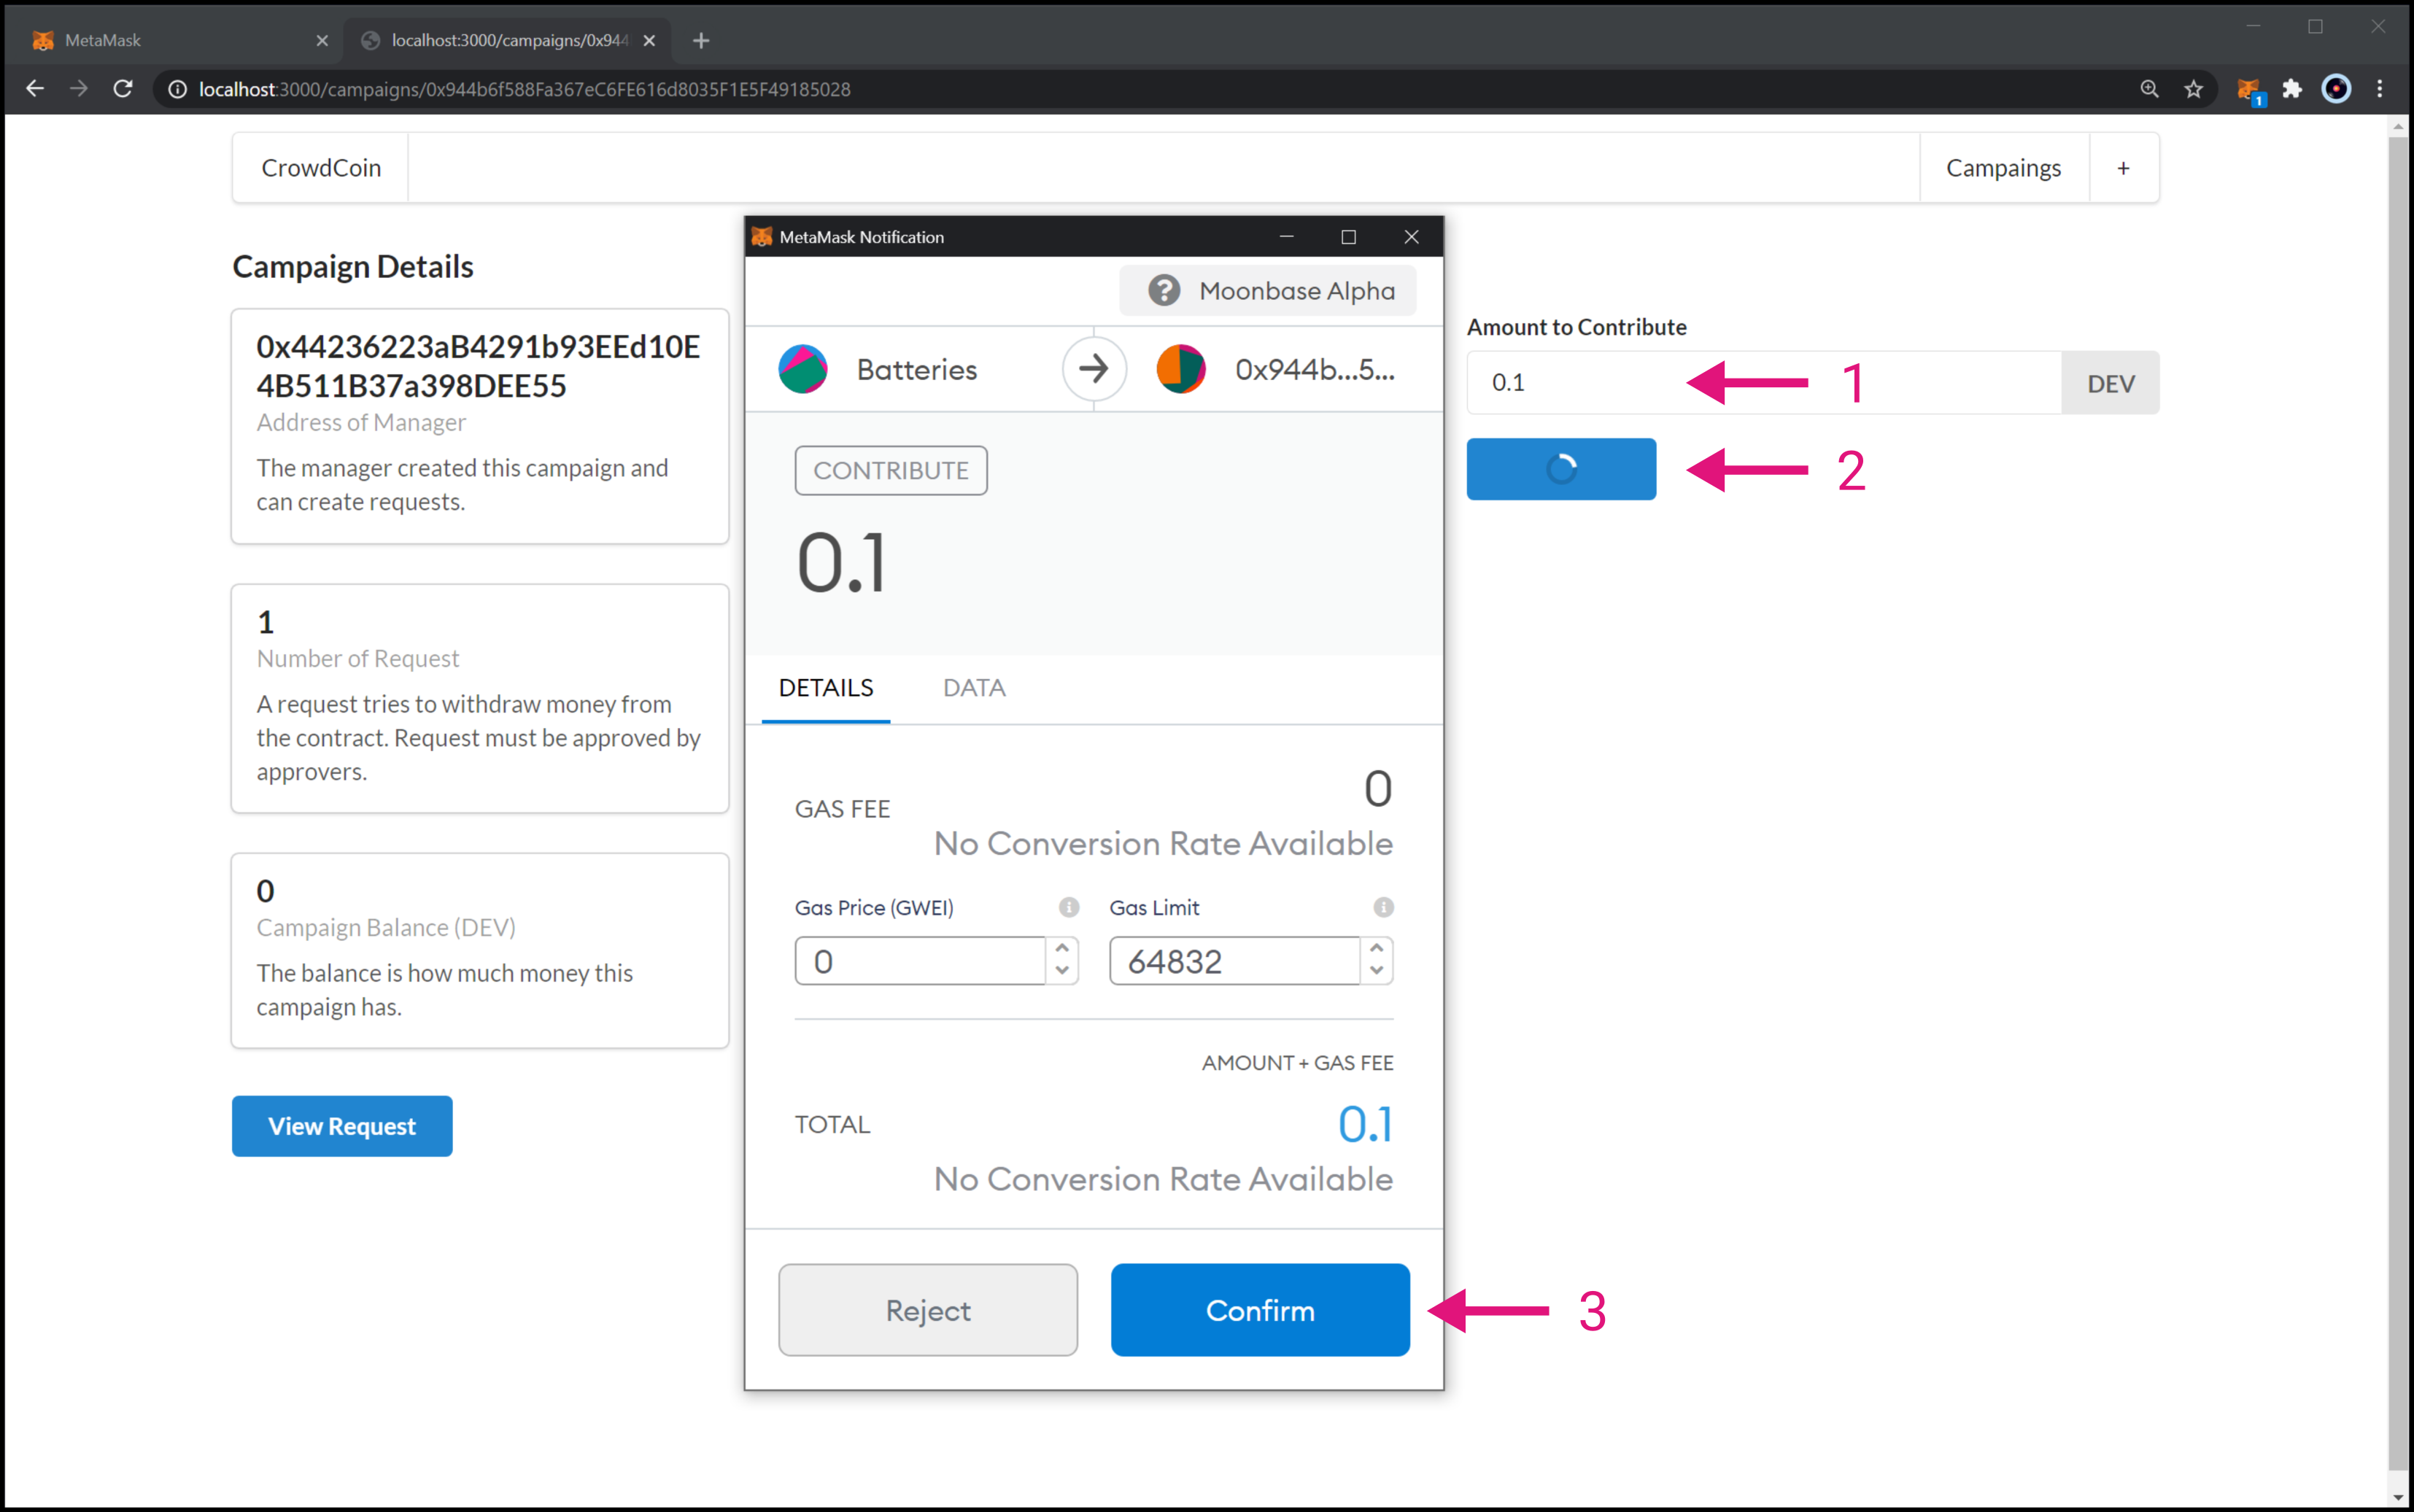 MetaMask
localhost:3000/campaigns/0x944
localhost:3000/campaigns/0x944b6f588Fa367eC6FE616d8035F1E5F49185028
1
CrowdCoin
Campaings
+
Campaign Details
0x44236223aB4291b93EEd10E
4B511B37a398DEE55
Address of Manager
The manager created this campaign and
can create requests.
1
Number of Request
A request tries to withdraw money from
the contract. Request must be approved by
approvers.
0
Campaign Balance (DEV)
The balance is how much money this
campaign has.
View Request
MetaMask Notification
Moonbase Alpha
Batteries
0x944b...5...
CONTRIBUTE
0.1
DETAILS
DATA
GAS FEE
0
No Conversion Rate Available
Gas Price (GWEI)
Gas Limit
0
64832
AMOUNT + GAS FEE
TOTAL
0.1
No Conversion Rate Available
Reject
Confirm
3
Amount to Contribute
0.1
DEV
1
2